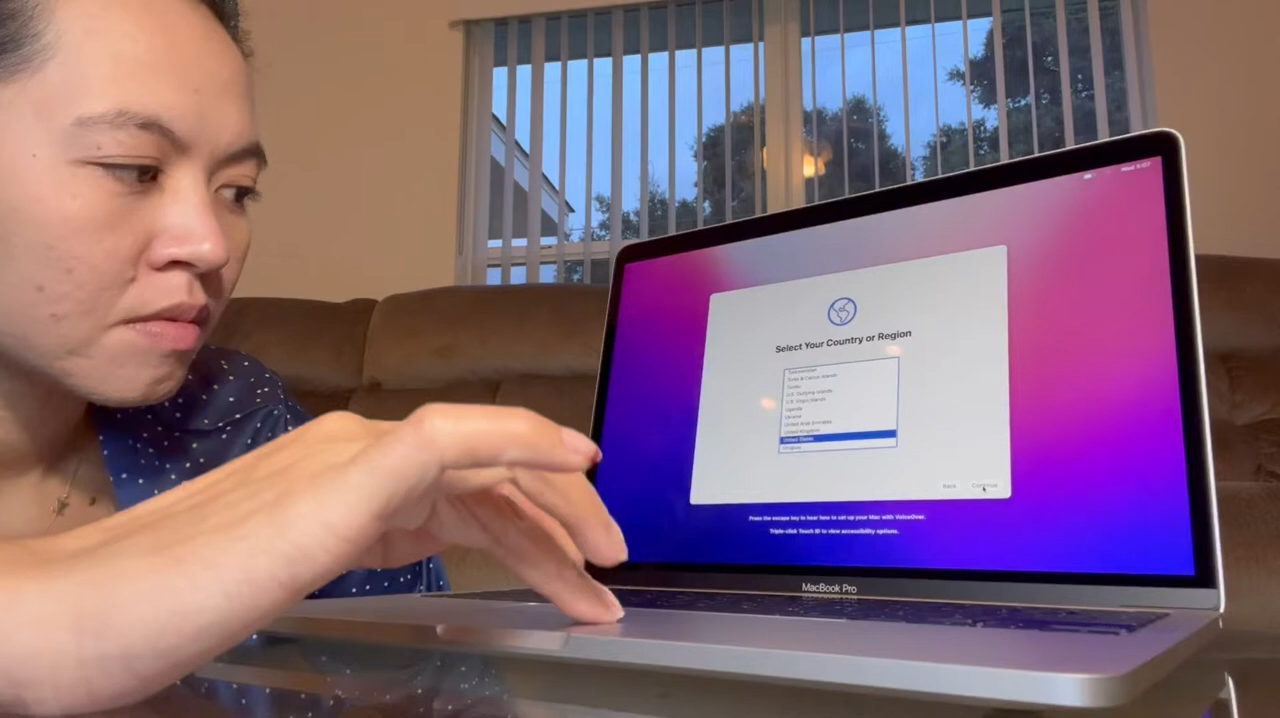 Select Your Country or Region
Turks & Caicos Islands
Tuvalu
U.S. Outlying Islands
U.S. Virgin Islands
Uganda
Ukraine
United Arab Emirates
United Kingdom
United States
Uruguay
Back
Continue
Press the escape key to hear how to set up your Mac with VoiceOver.
Triple-click Touch ID to view accessibility options.
MacBook Pro